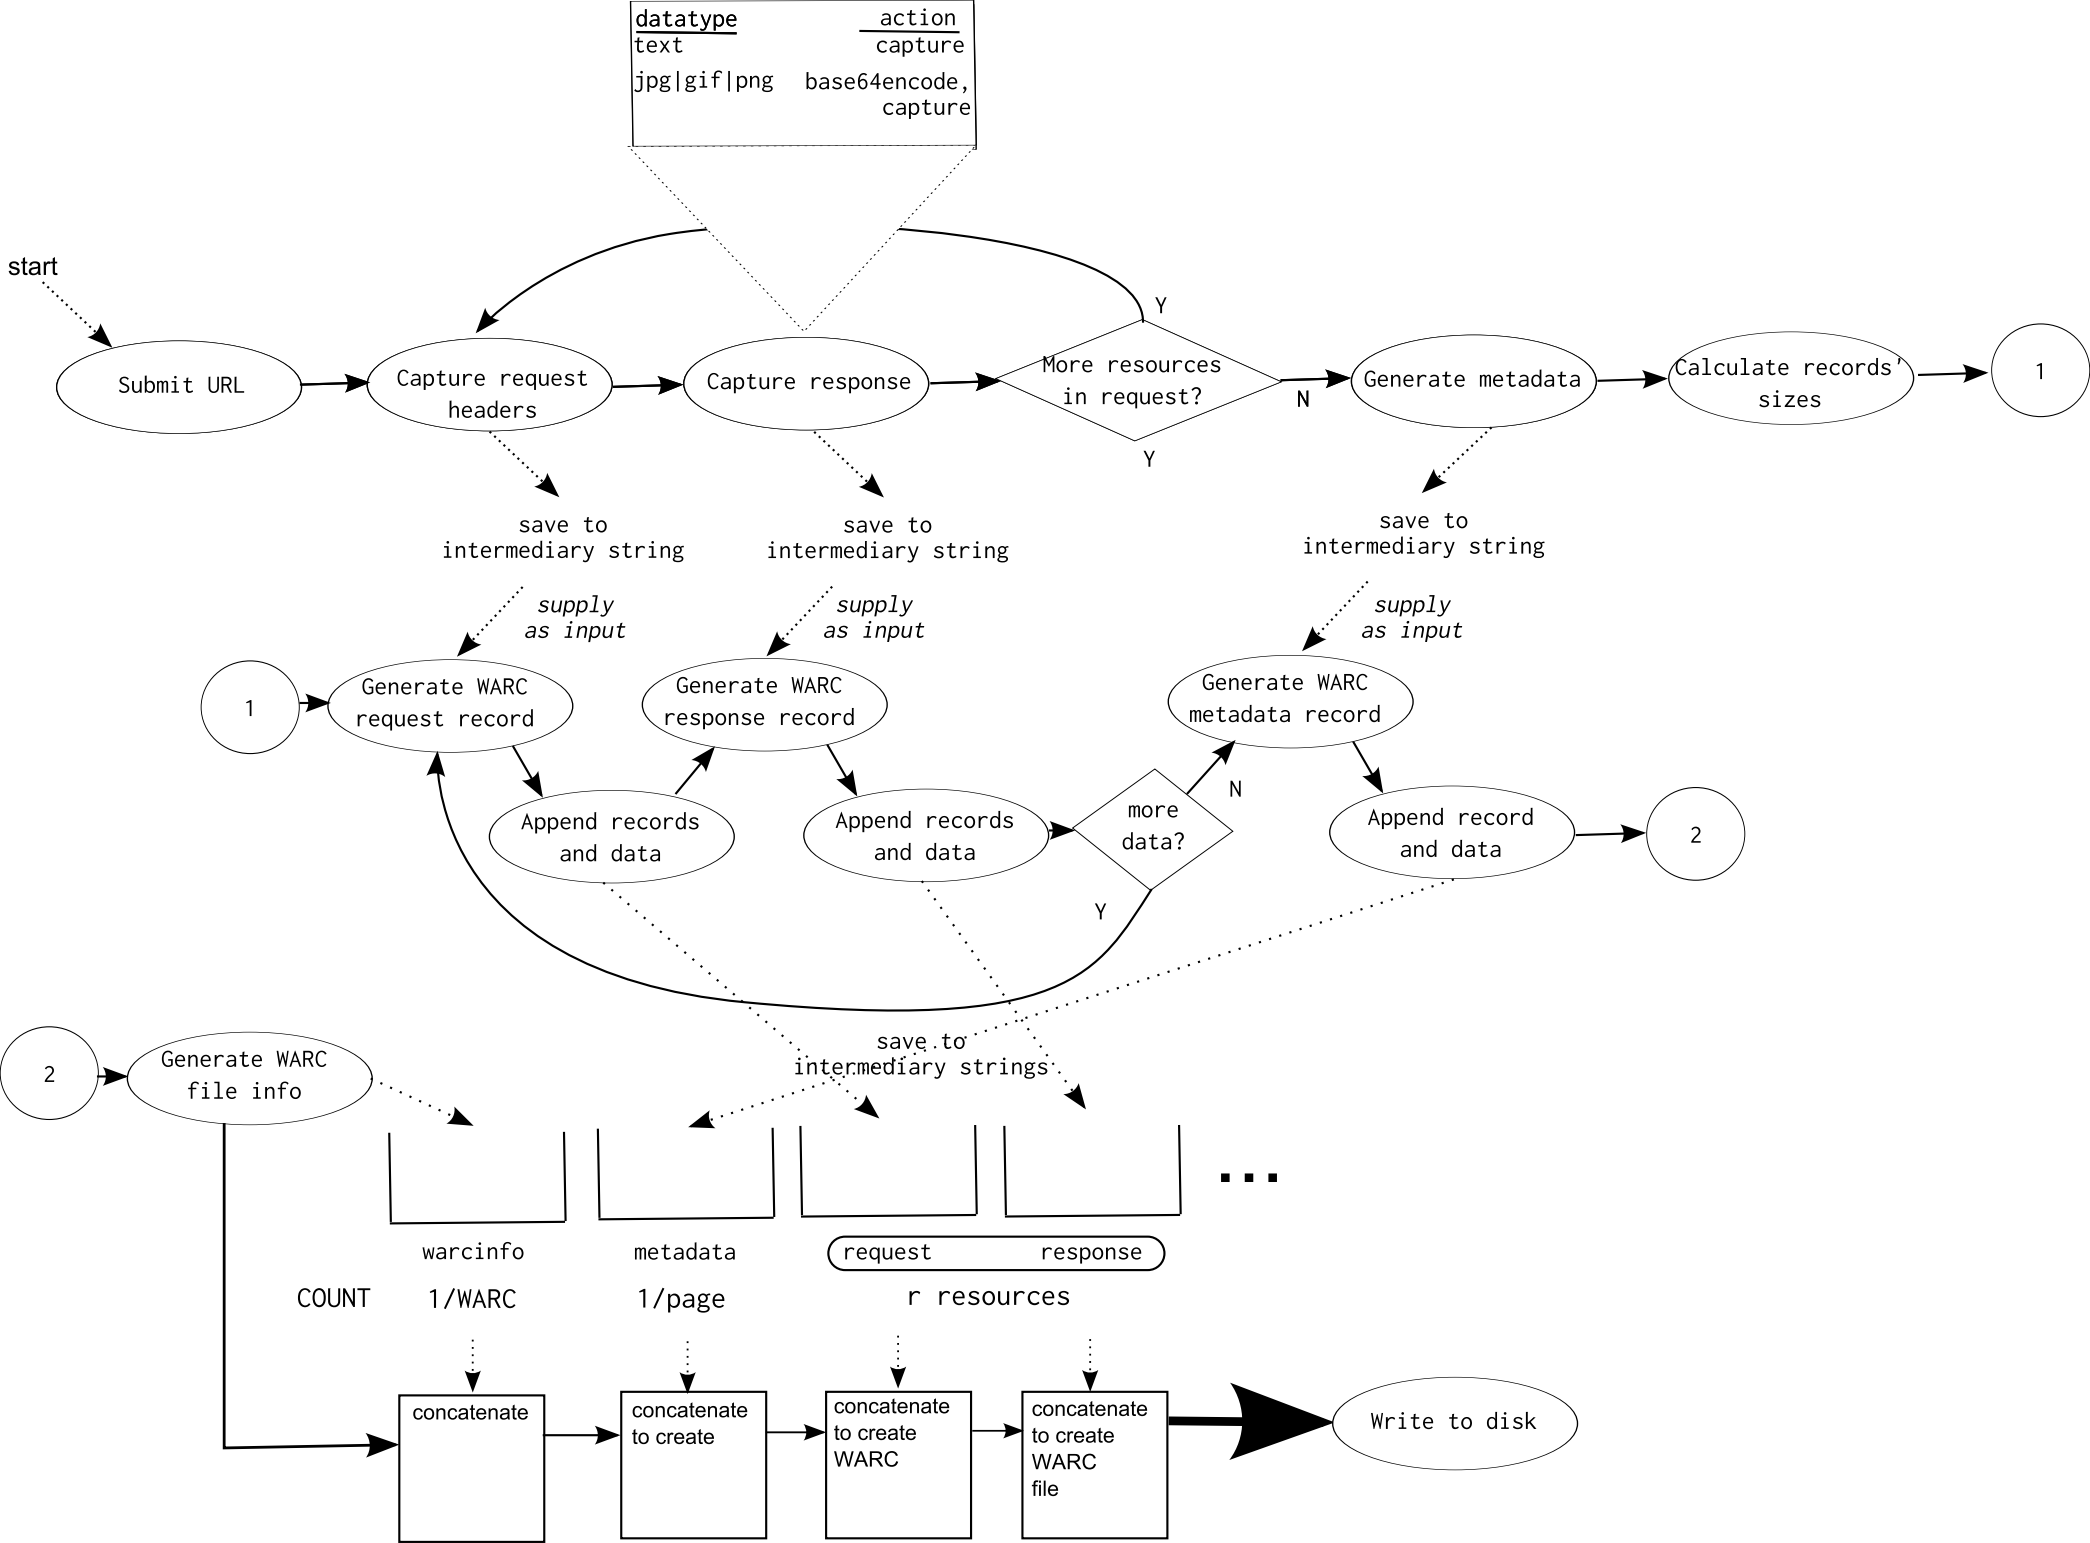 datatype action
text capture
jpg|gif|png base64encode,
capture
start
Y
Submit URL
Capture request
headers
Capture response
More resources
in request?
N
Y
Generate metadata
Calculate records'
sizes
1
save to
intermediary string
save to
intermediary string
save to
intermediary string
supply
as input
supply
as input
supply
as input
1
Generate WARC
request record
Generate WARC
response record
Generate WARC
metadata record
Append records
and data
Append records
and data
more
data?
N
Y
Append record
and data
2
2
Generate WARC
file info
save to
intermediary strings
...
warcinfo
metadata
request response
COUNT 1/WARC 1/page r resources
concatenate
concatenate
to create
concatenate
to create
WARC
concatenate
to create
WARC
file
Write to disk